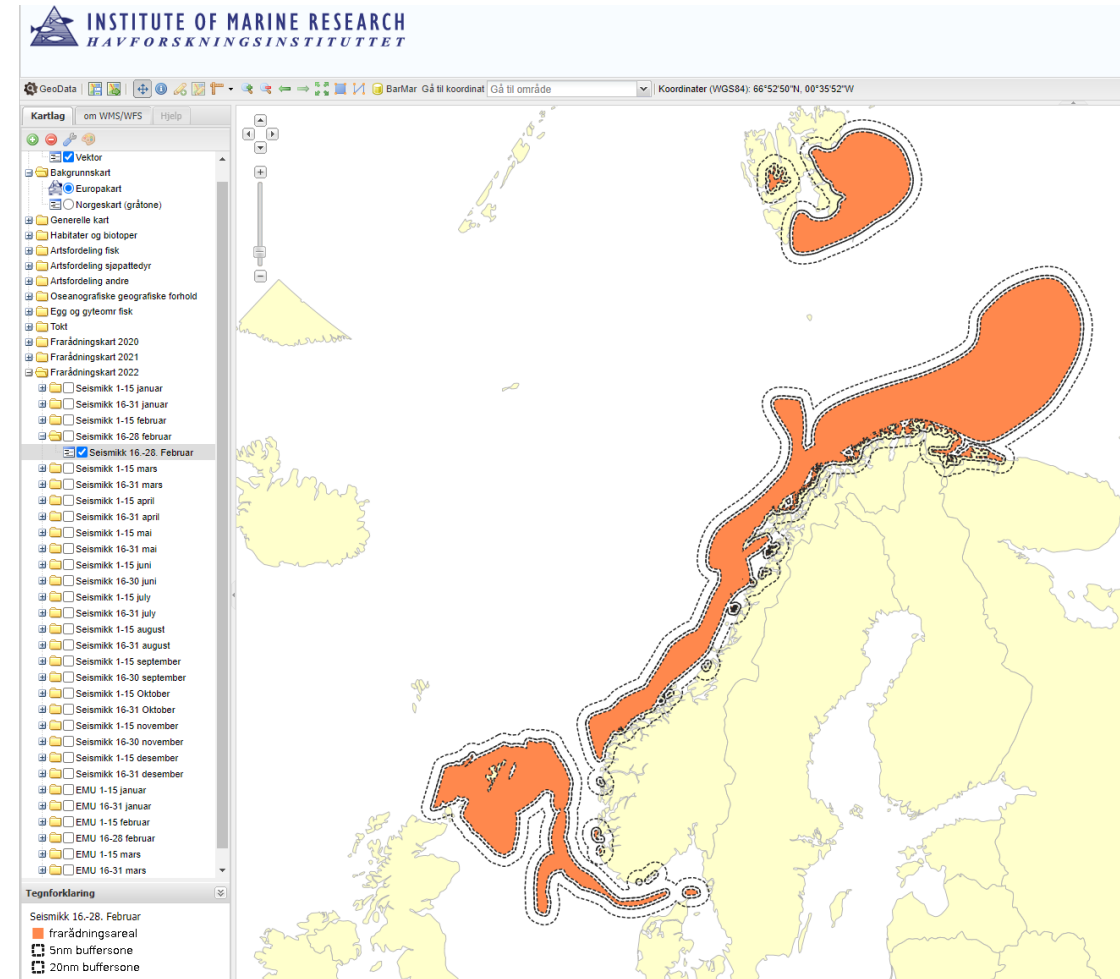 INSTITUTE OF MARINE RESEARCH
HAVFORSKNINGSINSTITUTTET
GeoData
BarMar Gå til koordinat Gå til område
Koordinater (WGS84): 66°52'50"N, 00°35'52"W
Kartlag om WMS/WFS Hjelp
Vektor
Bakgrunnskart
Europakart
Norgeskart (gråtone)
Generelle kart
Habitater og biotoper
Artsfordeling fisk
Artsfordeling sjøpattedyr
Artsfordeling andre
Oseanografiske geografiske forhold
Egg og gyteomr fisk
Tokt
Frarådningskart 2020
Frarådningskart 2021
Frarådningskart 2022
Seismikk 1-15 januar
Seismikk 16-31 januar
Seismikk 1-15 februar
Seismikk 16-28 februar
Seismikk 16.-28. Februar
Seismikk 1-15 mars
Seismikk 16-31 mars
Seismikk 1-15 april
Seismikk 16-31 april
Seismikk 1-15 mai
Seismikk 16-31 mai
Seismikk 1-15 juni
Seismikk 16-30 juni
Seismikk 1-15 july
Seismikk 16-31 july
Seismikk 1-15 august
Seismikk 16-31 august
Seismikk 1-15 september
Seismikk 16-30 september
Seismikk 1-15 Oktober
Seismikk 16-31 Oktober
Seismikk 1-15 november
Seismikk 16-30 november
Seismikk 1-15 desember
Seismikk 16-31 desember
EMU 1-15 januar
EMU 16-31 januar
EMU 1-15 februar
EMU 16-28 februar
EMU 1-15 mars
EMU 16-31 mars
Tegnforklaring
Seismikk 16.-28. Februar
frarådningsareal
5nm buffersone
20nm buffersone